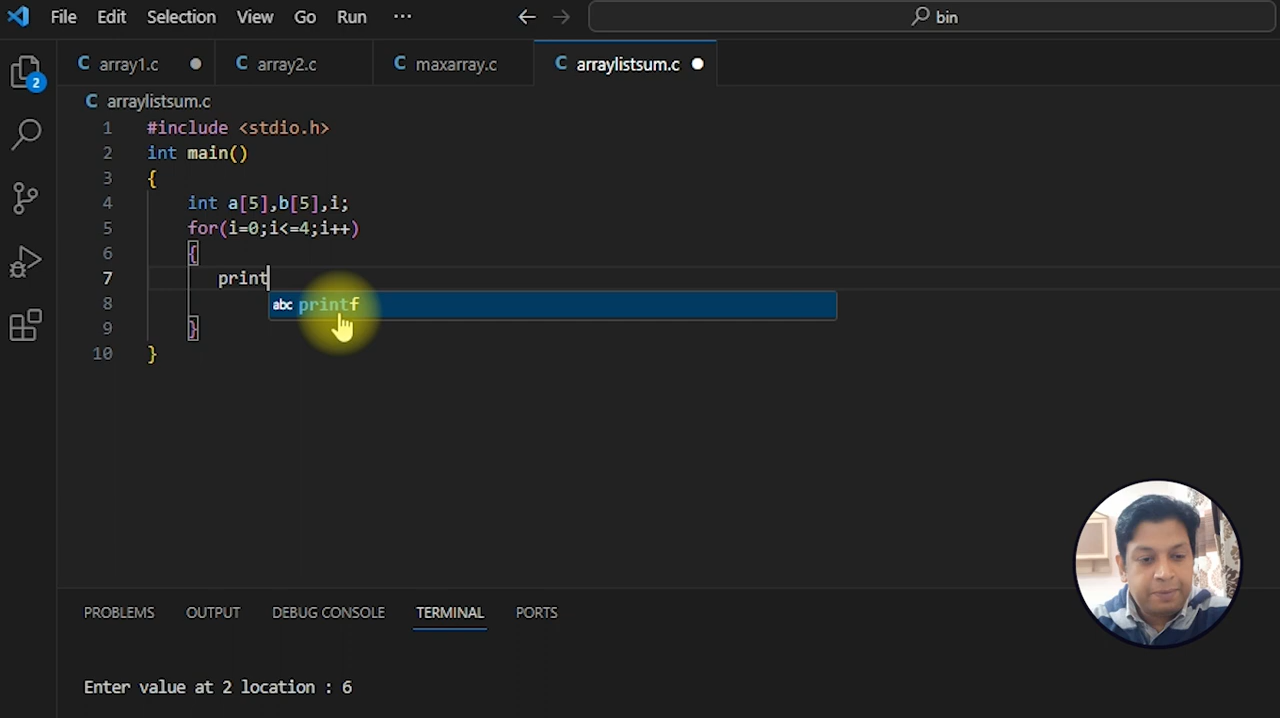 File Edit Selection View Go Run ··· ← → bin
C array1.c ● C array2.c C maxarray.c C arraylistsum.c ●
2
C arraylistsum.c
1 #include <stdio.h>
2 int main()
3 {
4 int a[5],b[5],i;
5 for(i=0;i<=4;i++)
6 {
7 print
abc printf
8
9 }
10 }
PROBLEMS OUTPUT DEBUG CONSOLE TERMINAL PORTS
Enter value at 2 location : 6